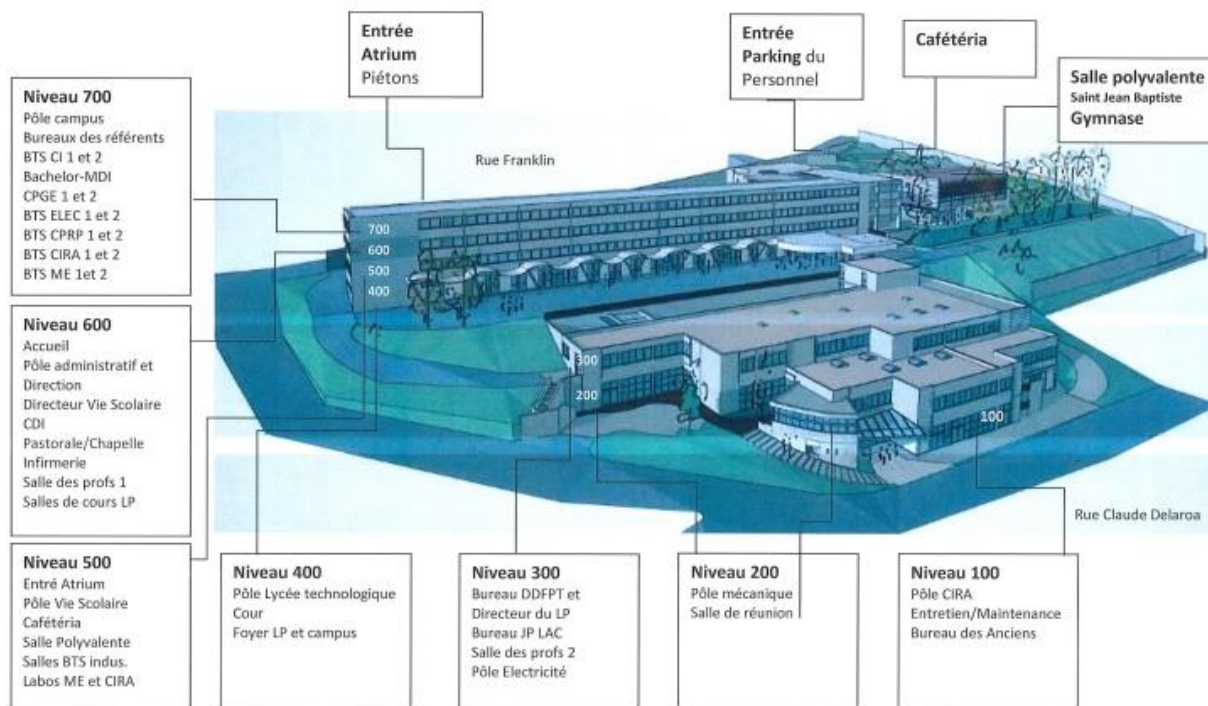 Entrée
Atrium
Piétons
Entrée
Parking du
Personnel
Cafétéria
Salle polyvalente
Saint Jean Baptiste
Gymnase
Rue Franklin
Niveau 700
Pôle campus
Bureaux des référents
BTS CI 1 et 2
Bachelor-MDI
CPGE 1 et 2
BTS ELEC 1 et 2
BTS CPRP 1 et 2
BTS CIRA 1 et 2
BTS ME 1et 2
700
600
500
400
300
200
100
Niveau 600
Accueil
Pôle administratif et
Direction
Directeur Vie Scolaire
CDI
Pastorale/Chapelle
Infirmerie
Salle des profs 1
Salles de cours LP
Rue Claude Delaroa
Niveau 500
Entré Atrium
Pôle Vie Scolaire
Cafétéria
Salle Polyvalente
Salles BTS indus.
Labos ME et CIRA
Niveau 400
Pôle Lycée technologique
Cour
Foyer LP et campus
Niveau 300
Bureau DDFPT et
Directeur du LP
Bureau JP LAC
Salle des profs 2
Pôle Electricité
Niveau 200
Pôle mécanique
Salle de réunion
Niveau 100
Pôle CIRA
Entretien/Maintenance
Bureau des Anciens